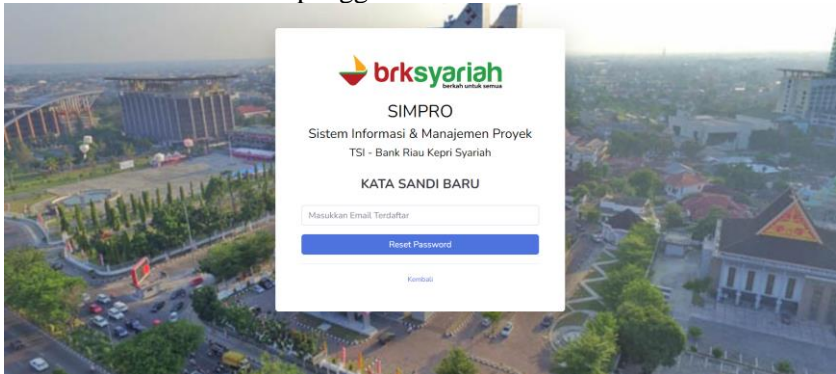 brksyariah
berkah untuk semua
SIMPRO
Sistem Informasi & Manajemen Proyek
TSI - Bank Riau Kepri Syariah
KATA SANDI BARU
Masukkan Email Terdaftar
Reset Password
Kembali